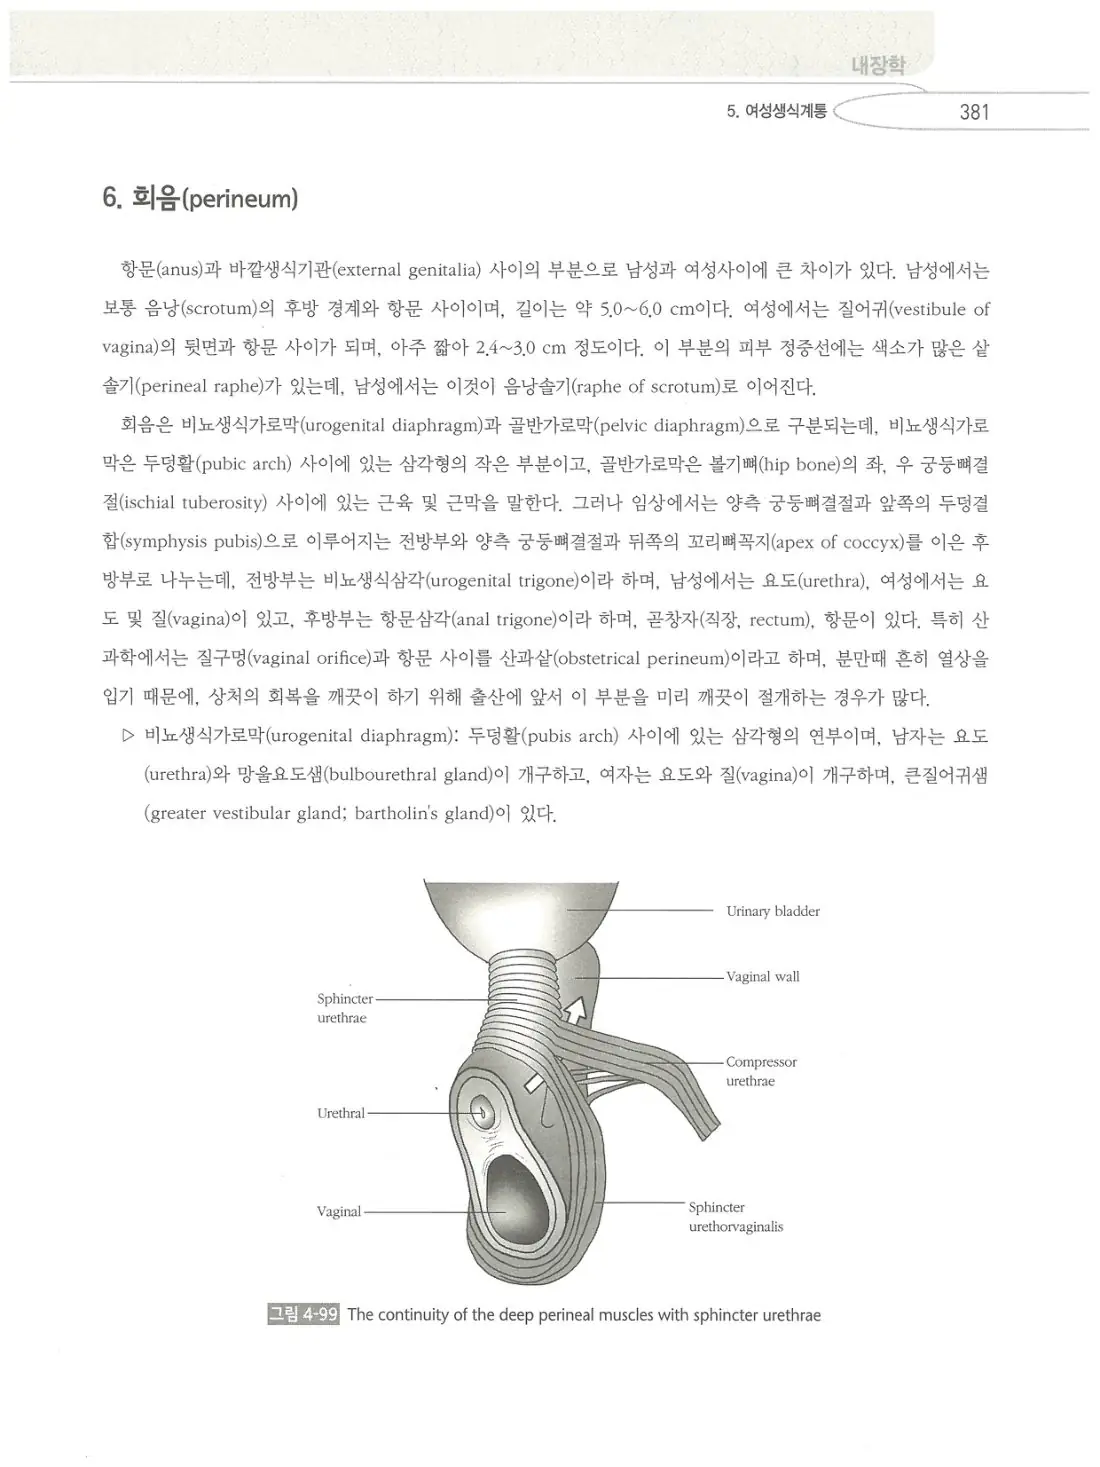 내장학
5. 여성생식계통
381
6. 회음(perineum)
항문(anus)과 바깥생식기관(external genitalia) 사이의 부분으로 남성과 여성사이에 큰 차이가 있다. 남성에서는
보통 음낭(scrotum)의 후방 경계와 항문 사이이며, 길이는 약 5.0~6.0 cm이다. 여성에서는 질어귀(vestibule of
vagina)의 뒷면과 항문 사이가 되며, 아주 짧아 2.4~3.0 cm 정도이다. 이 부분의 피부 정중선에는 색소가 많은 샅
솔기(perineal raphe)가 있는데, 남성에서는 이것이 음낭솔기(raphe of scrotum)로 이어진다.
회음은 비뇨생식가로막(urogenital diaphragm)과 골반가로막(pelvic diaphragm)으로 구분되는데, 비뇨생식가로
막은 두덩활(pubic arch) 사이에 있는 삼각형의 작은 부분이고, 골반가로막은 볼기뼈(hip bone)의 좌, 우 궁둥뼈결
절(ischial tuberosity) 사이에 있는 근육 및 근막을 말한다. 그러나 임상에서는 양측 궁둥뼈결절과 앞쪽의 두덩결
합(symphysis pubis)으로 이루어지는 전방부와 양측 궁둥뼈결절과 뒤쪽의 꼬리뼈꼭지(apex of coccyx)를 이은 후
방부로 나누는데, 전방부는 비뇨생식삼각(urogenital trigone)이라 하며, 남성에서는 요도(urethra), 여성에서는 요
도 및 질(vagina)이 있고, 후방부는 항문삼각(anal trigone)이라 하며, 곧창자(직장, rectum), 항문이 있다. 특히 산
과학에서는 질구멍(vaginal orifice)과 항문 사이를 산과샅(obstetrical perineum)이라고 하며, 분만때 흔히 열상을
입기 때문에, 상처의 회복을 깨끗이 하기 위해 출산에 앞서 이 부분을 미리 깨끗이 절개하는 경우가 많다.
▷ 비뇨생식가로막(urogenital diaphragm): 두덩활(pubis arch) 사이에 있는 삼각형의 연부이며, 남자는 요도
(urethra)와 망울요도샘(bulbourethral gland)이 개구하고, 여자는 요도와 질(vagina)이 개구하며, 큰질어귀샘
(greater vestibular gland; bartholin's gland)이 있다.
Urinary bladder
Vaginal wall
Sphincter
urethrae
Compressor
urethrae
Urethral
Vaginal
Sphincter
urethorvaginalis
그림 4-99 The continuity of the deep perineal muscles with sphincter urethrae